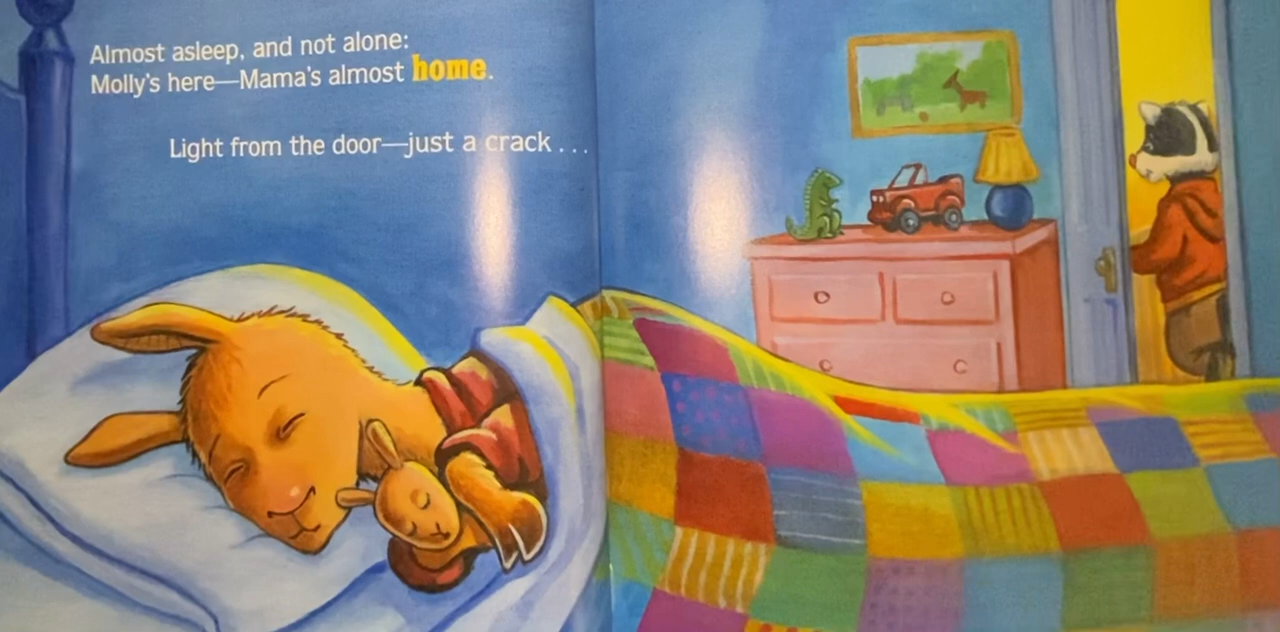 Almost asleep, and not alone:
Molly's here—Mama's almost home.
Light from the door—just a crack . . .